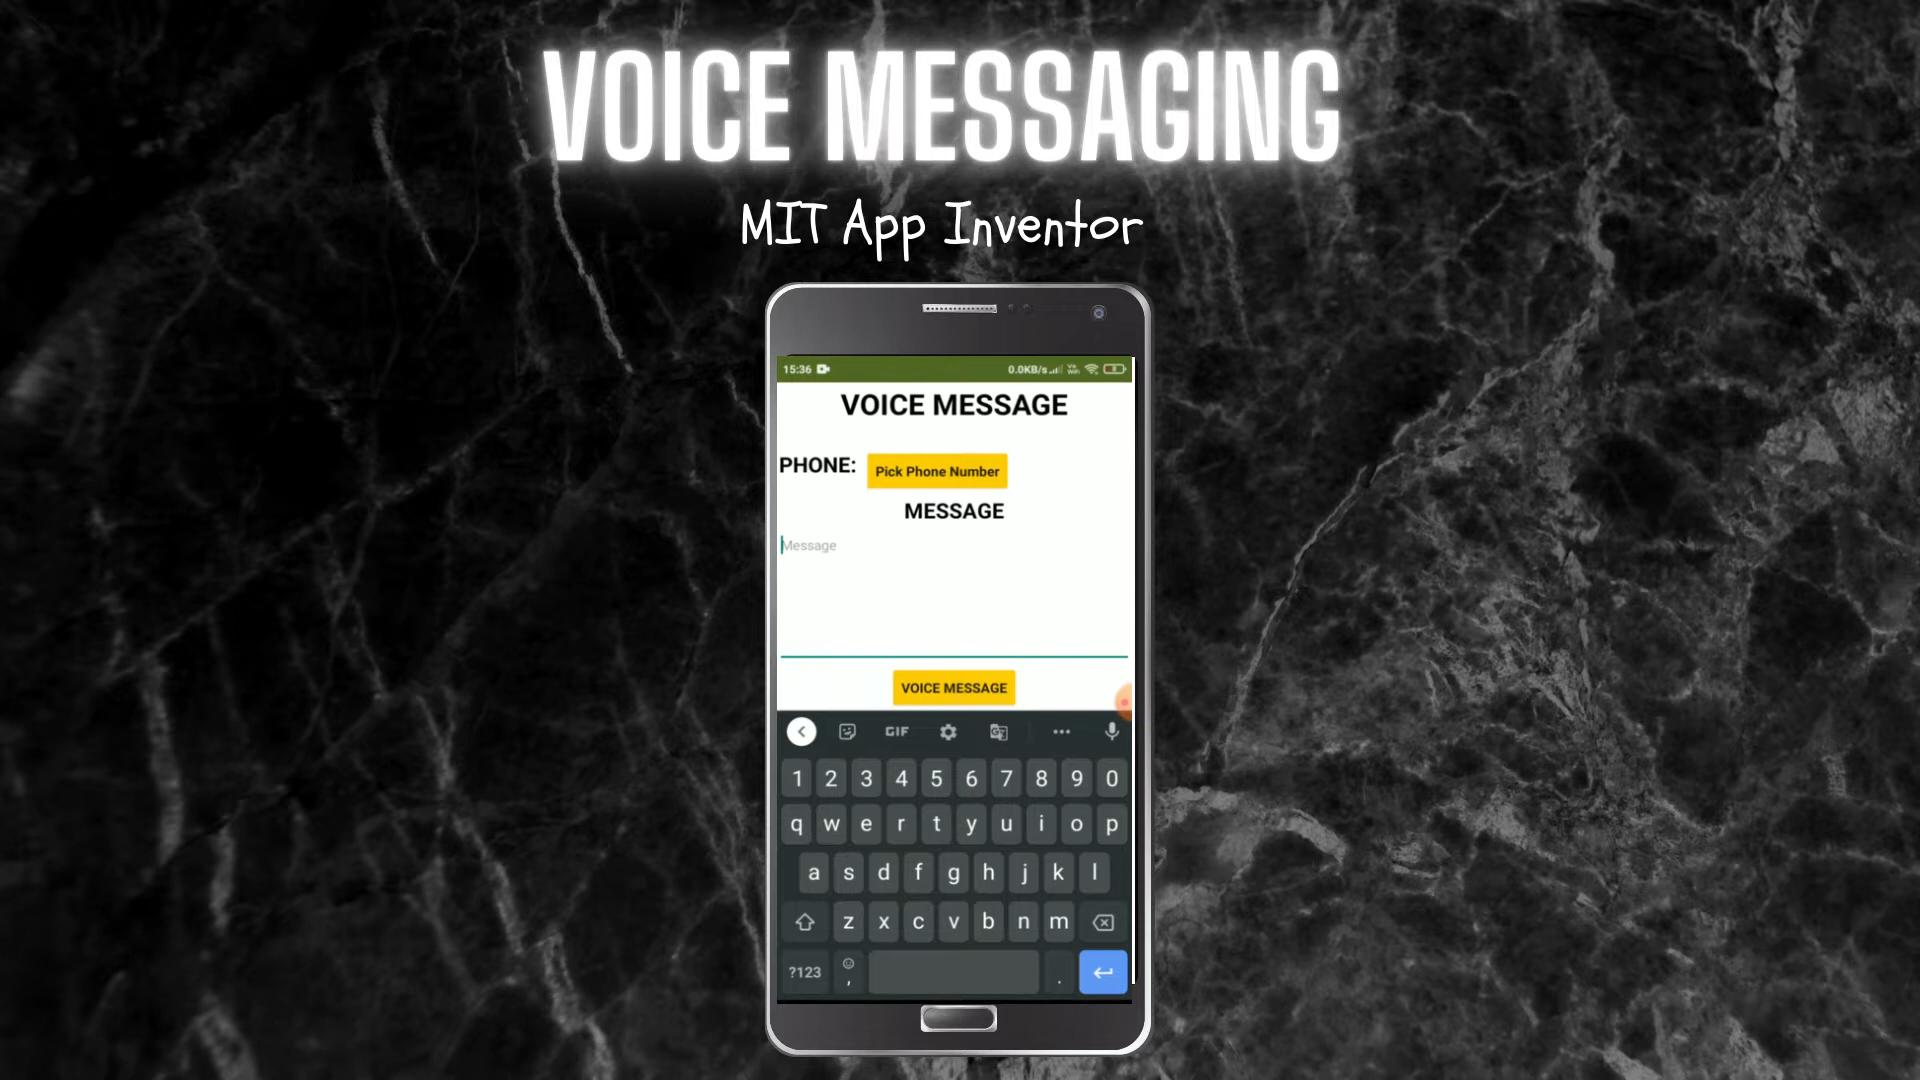 VOICE MESSAGING
MIT App Inventor
15:36 0.0KB/s
VOICE MESSAGE
PHONE: Pick Phone Number
MESSAGE
Message
VOICE MESSAGE
GIF
1 2 3 4 5 6 7 8 9 0
q w e r t y u i o p
a s d f g h j k l
z x c v b n m
?123 , .